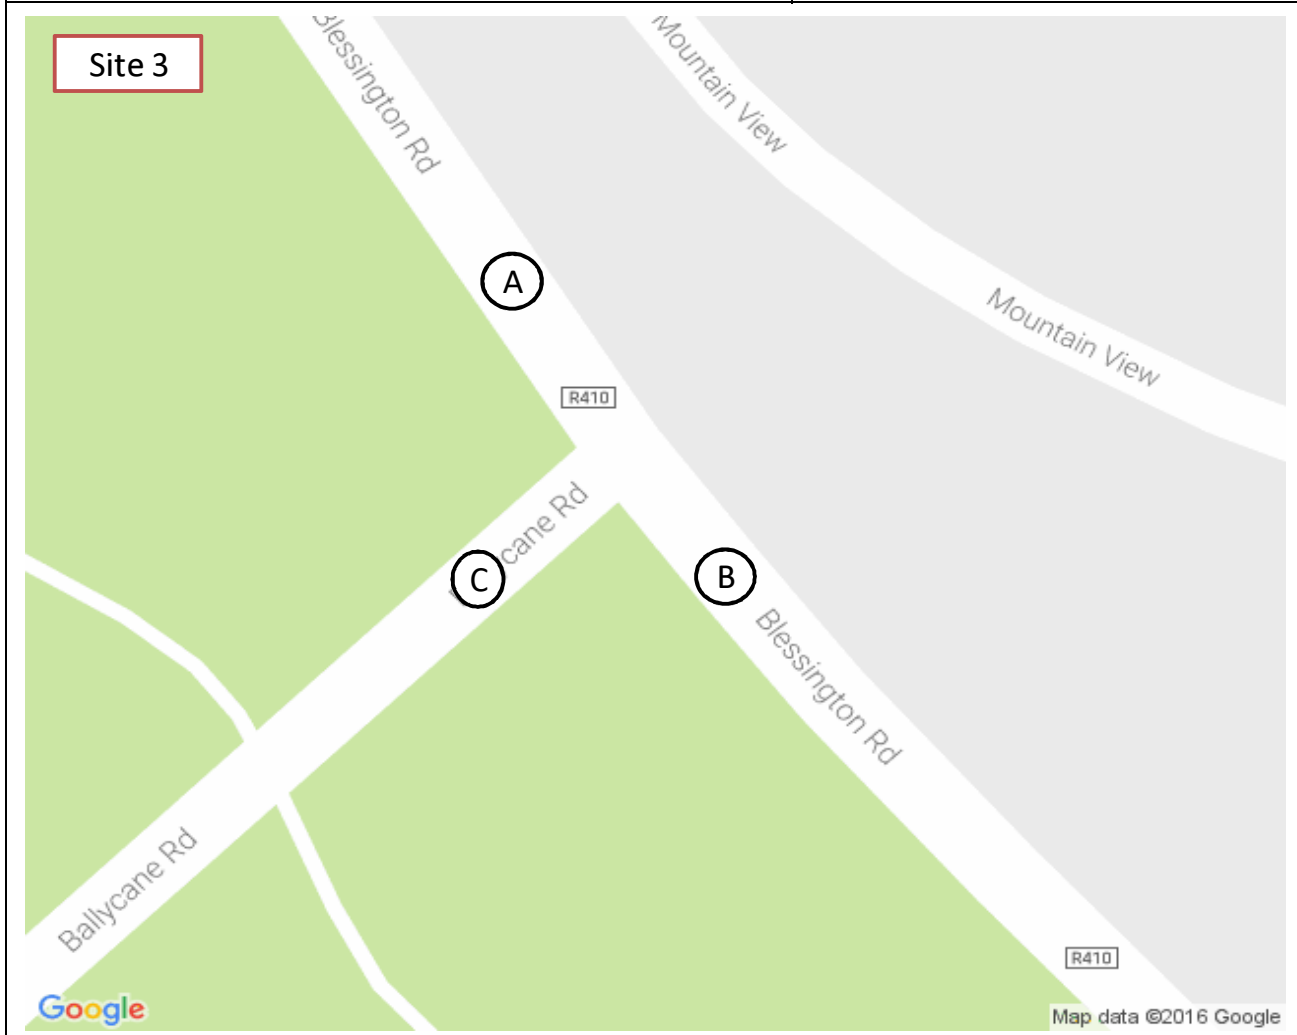 Site 3
Blessington Rd
Mountain View
A
Mountain View
R410
cane Rd
C
B
Blessington Rd
Ballycane Rd
R410
Google
Map data ©2016 Google